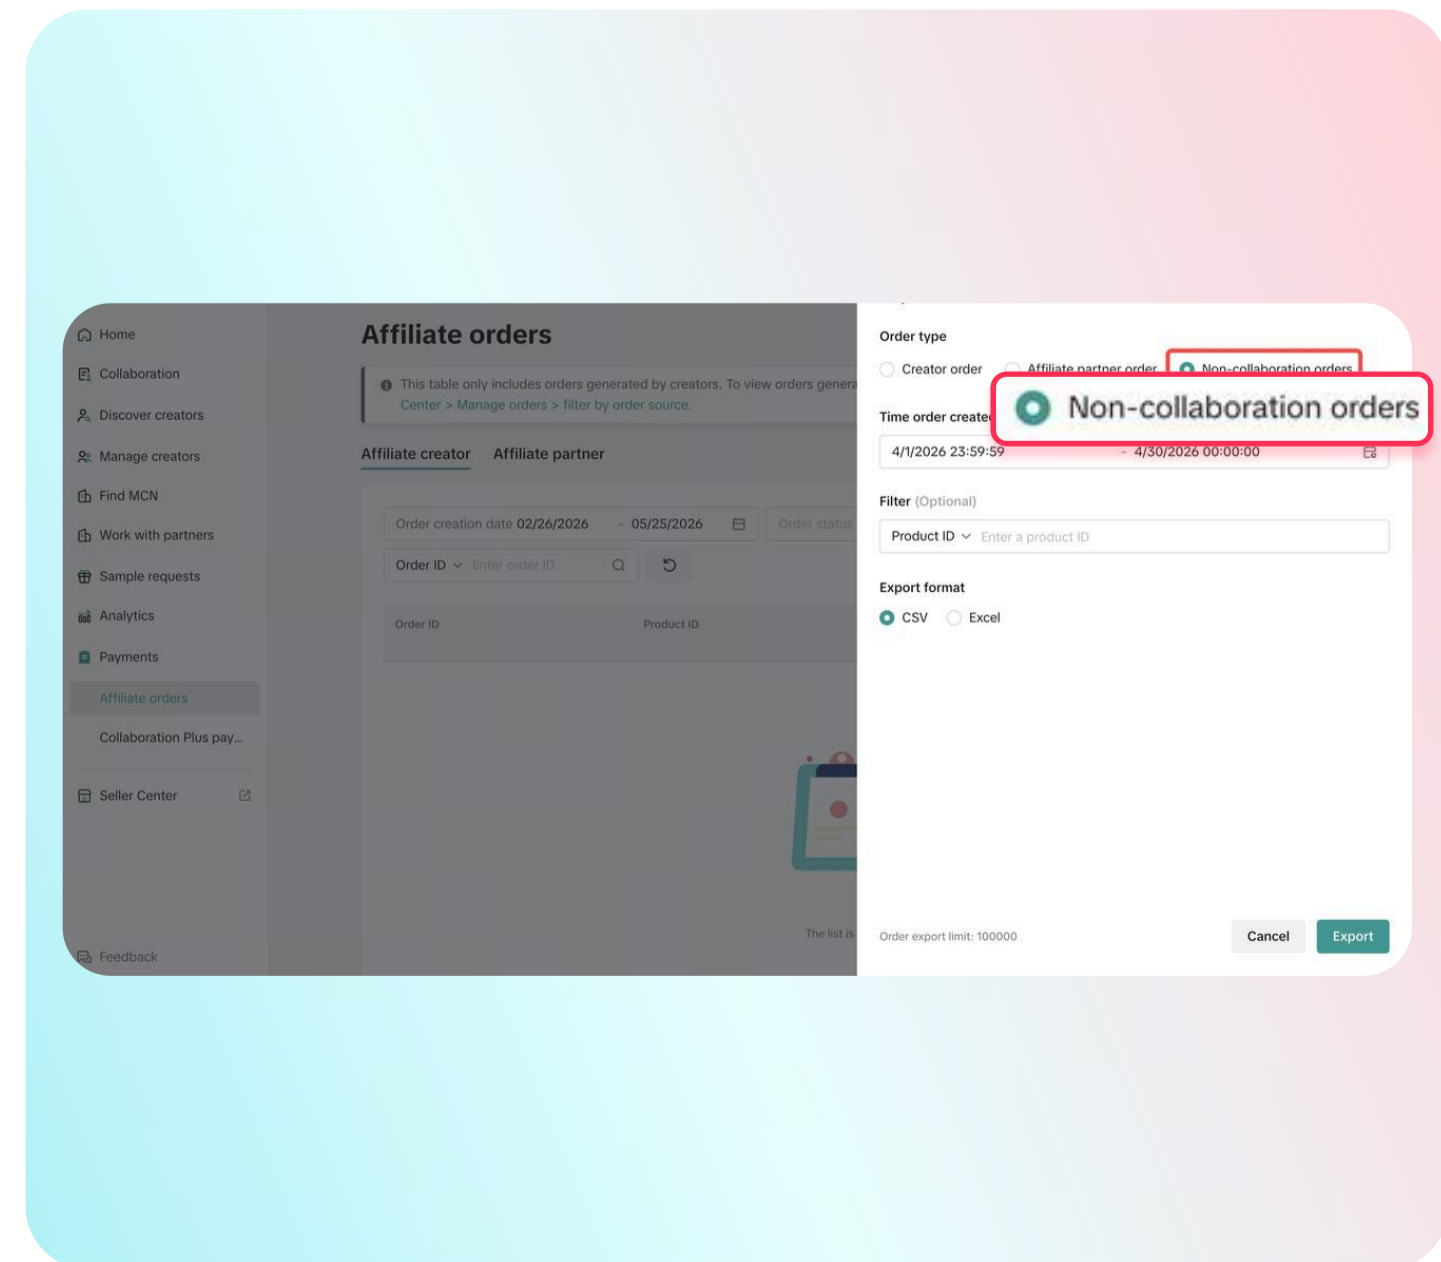 Home
Collaboration
Discover creators
Manage creators
Find MCN
Work with partners
Sample requests
Analytics
Payments
Affiliate orders
Collaboration Plus pay...
Seller Center
Feedback
Affiliate orders
This table only includes orders generated by creators. To view orders genera
Center > Manage orders > filter by order source.
Affiliate creator Affiliate partner
Order creation date 02/26/2026 - 05/25/2026 Order status
Order ID Enter order ID
Order ID Product ID
The list is
Order type
Creator order Affiliate partner order Non-collaboration orders
Non-collaboration orders
Time order created
4/1/2026 23:59:59 - 4/30/2026 00:00:00
Filter (Optional)
Product ID Enter a product ID
Export format
CSV Excel
Order export limit: 100000 Cancel Export